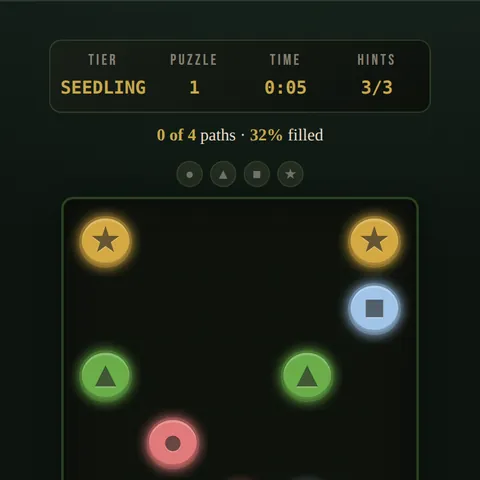 TIER PUZZLE TIME HINTS
SEEDLING 1 0:05 3/3
0 of 4 paths · 32% filled